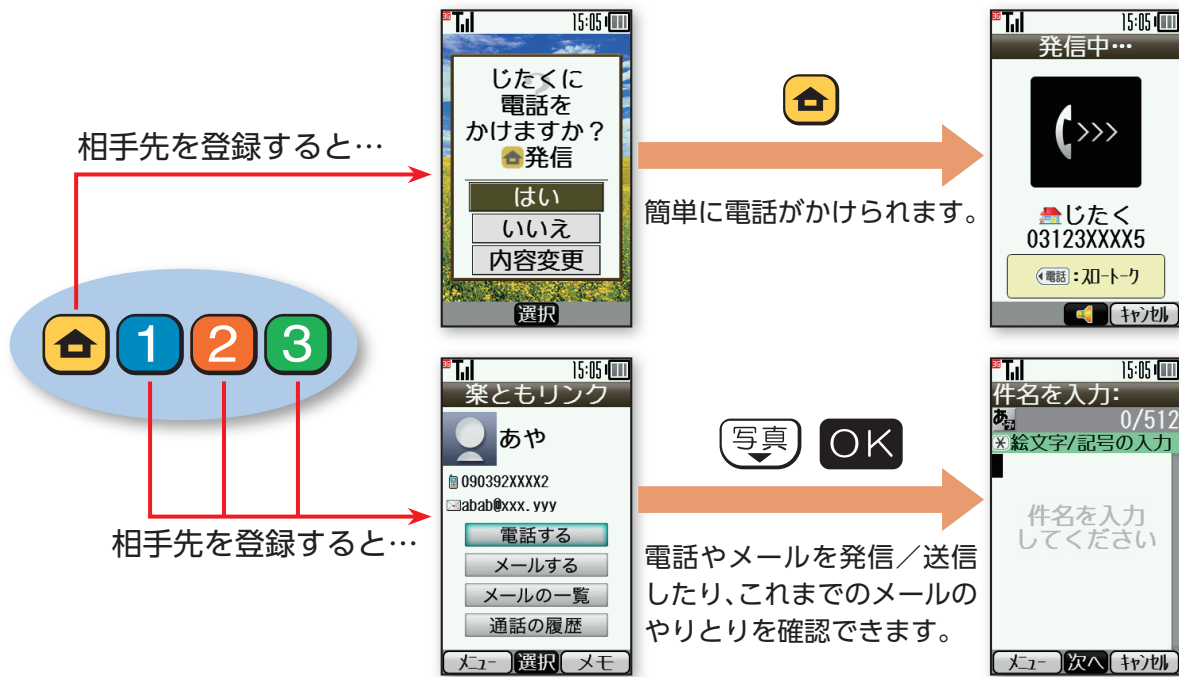 相手先を登録すると…
1 2 3
相手先を登録すると…
3G 15:05
じたくに
電話を
かけますか？
発信
はい
いいえ
内容変更
選択
簡単に電話がかけられます。
3G 15:05
発信中…
じたく
03123XXXX5
電話：ｽﾛｰﾄｰｸ
ｷｬﾝｾﾙ
3G 15:05
楽ともリンク
あや
090392XXXX2
abab@xxx.yyy
電話する
メールする
メールの一覧
通話の履歴
ﾒﾆｭｰ 選択 メモ
写真 OK
電話やメールを発信／送信
したり、これまでのメールの
やりとりを確認できます。
3G 15:05
件名を入力:
あ予 0/512
＊絵文字/記号の入力
件名を入力
してください
ﾒﾆｭｰ 次へ ｷｬﾝｾﾙ